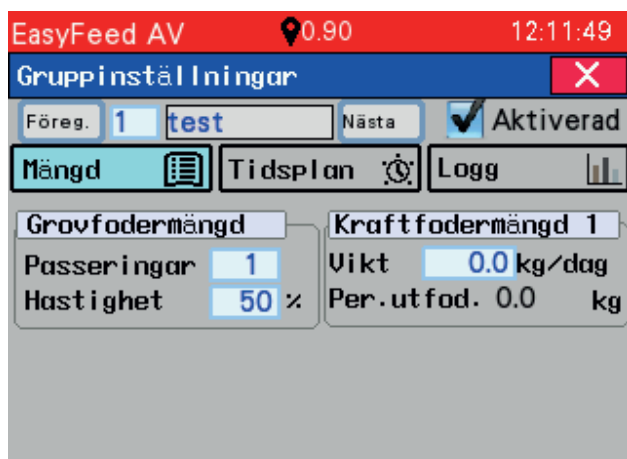 EasyFeed AV 0.90 12:11:49
Gruppinställningar
Föreg. 1 test Nästa Aktiverad
Mängd Tidsplan Logg
Grovfodermängd Kraftfodermängd 1
Passeringar 1 Vikt 0.0 kg/dag
Hastighet 50 % Per.utfod. 0.0 kg